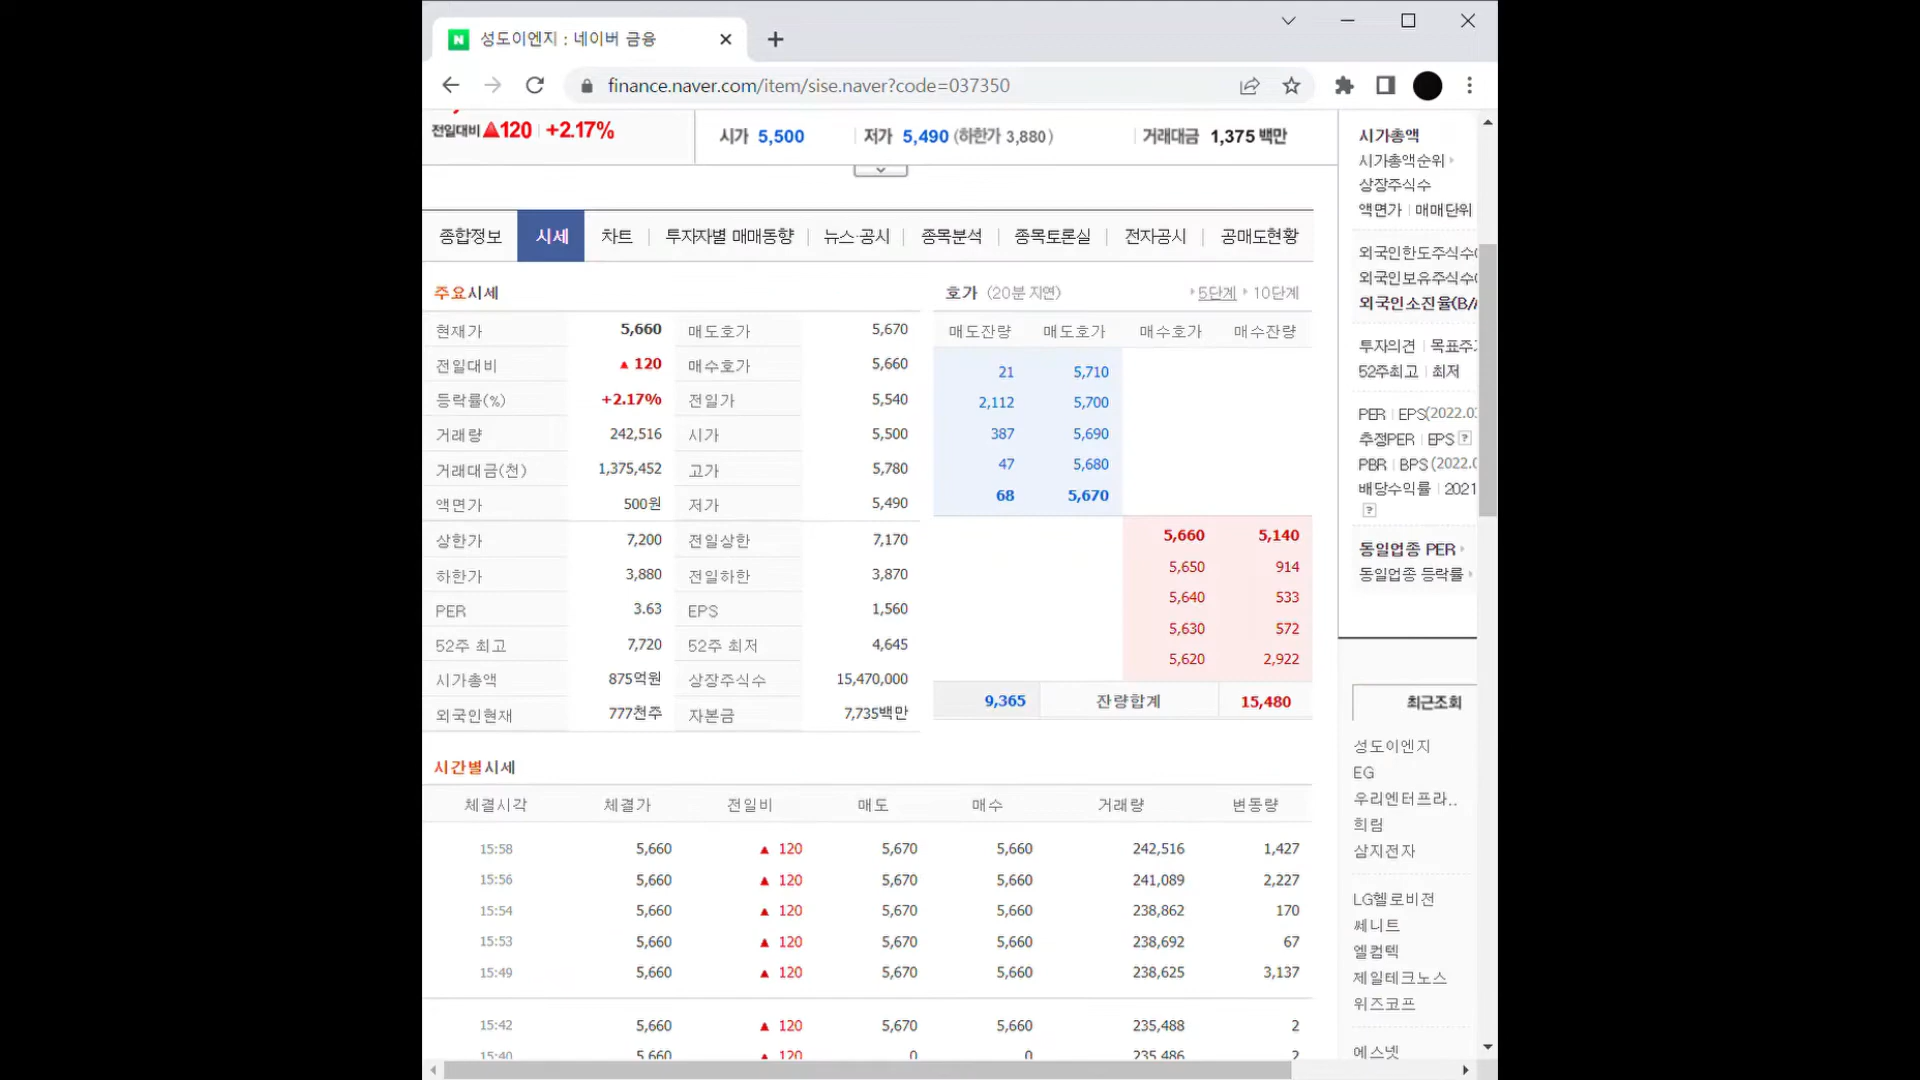 성도이엔지 : 네이버 금융
finance.naver.com/item/sise.naver?code=037350
전일대비 ▲120 +2.17%
시가 5,500 저가 5,490 (하한가 3,880) 거래대금 1,375 백만
종합정보 시세 차트 투자자별 매매동향 뉴스·공시 종목분석 종목토론실 전자공시 공매도현황
주요시세
현재가 5,660 매도호가 5,670
전일대비 ▲ 120 매수호가 5,660
등락률(%) +2.17% 전일가 5,540
거래량 242,516 시가 5,500
거래대금(천) 1,375,452 고가 5,780
액면가 500원 저가 5,490
상한가 7,200 전일상한 7,170
하한가 3,880 전일하한 3,870
PER 3.63 EPS 1,560
52주 최고 7,720 52주 최저 4,645
시가총액 875억원 상장주식수 15,470,000
외국인현재 777천주 자본금 7,735백만
호가 (20분 지연) 5단계 10단계
매도잔량 매도호가 매수호가 매수잔량
21 5,710
2,112 5,700
387 5,690
47 5,680
68 5,670
5,660 5,140
5,650 914
5,640 533
5,630 572
5,620 2,922
9,365 잔량합계 15,480
시간별시세
체결시각 체결가 전일비 매도 매수 거래량 변동량
15:58 5,660 ▲ 120 5,670 5,660 242,516 1,427
15:56 5,660 ▲ 120 5,670 5,660 241,089 2,227
15:54 5,660 ▲ 120 5,670 5,660 238,862 170
15:53 5,660 ▲ 120 5,670 5,660 238,692 67
15:49 5,660 ▲ 120 5,670 5,660 238,625 3,137
15:42 5,660 ▲ 120 5,670 5,660 235,488 2
15:40 5,660 ▲ 120 0 0 235,486 2
시가총액
시가총액순위
상장주식수
액면가 | 매매단위
외국인한도주식수(
외국인보유주식수(
외국인소진율(B/
투자의견 | 목표주
52주최고 | 최저
PER | EPS(2022.0
추정PER | EPS ?
PBR | BPS (2022.0
배당수익률 | 2021
?
동일업종 PER
동일업종 등락률
최근조회
성도이엔지
EG
우리엔터프라..
희림
삼지전자
LG헬로비전
쎄니트
엘컴텍
제일테크노스
위즈코프
에스넷